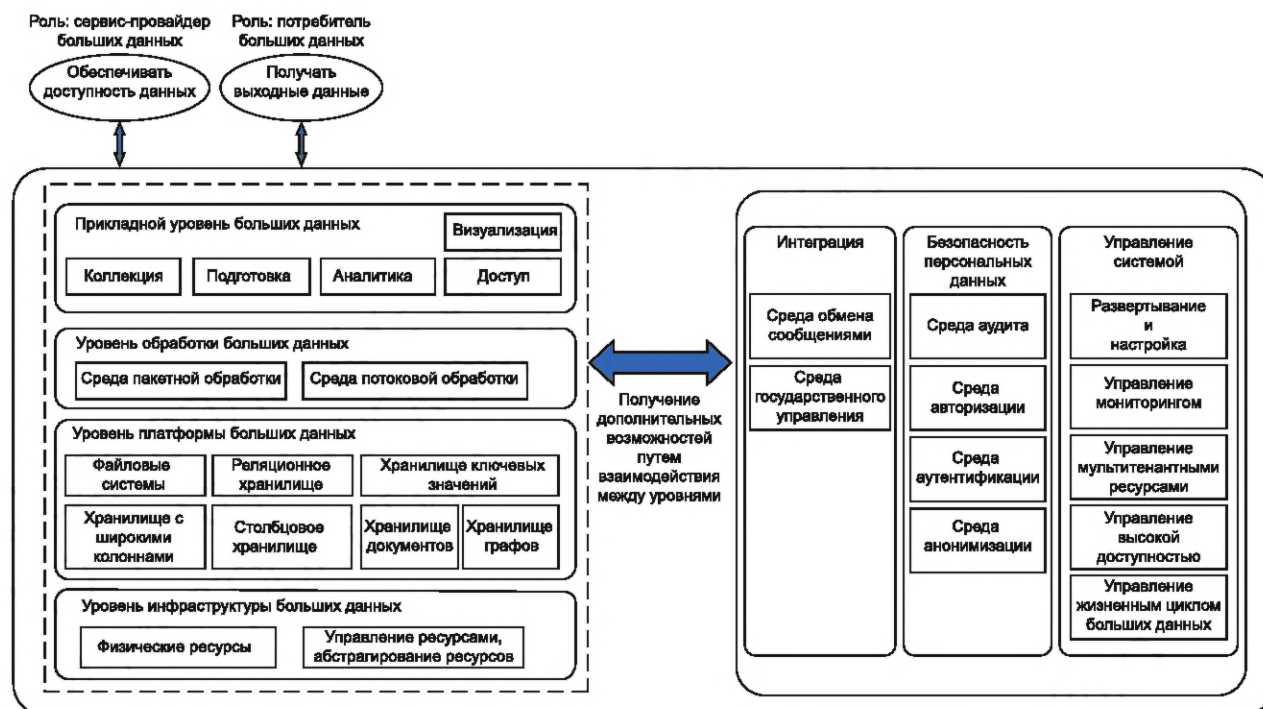 Роль: сервис-провайдер
больших данных
Обеспечивать
доступность данных
Роль: потребитель
больших данных
Получать
выходные данные
Прикладной уровень больших данных
Визуализация
Коллекция
Подготовка
Аналитика
Доступ
Уровень обработки больших данных
Среда пакетной обработки
Среда потоковой обработки
Уровень платформы больших данных
Файловые
системы
Реляционное
хранилище
Хранилище ключевых
значений
Хранилище с
широкими
колоннами
Столбцовое
хранилище
Хранилище
документов
Хранилище
графов
Уровень инфраструктуры больших данных
Физические ресурсы
Управление ресурсами,
абстрагирование ресурсов
Получение
дополнительных
возможностей
путем
взаимодействия
между уровнями
Интеграция
Среда обмена
сообщениями
Среда
государственного
управления
Безопасность
персональных
данных
Среда аудита
Среда
авторизации
Среда
аутентификации
Среда
анонимизации
Управление
системой
Развертывание
и
настройка
Управление
мониторингом
Управление
мультитенантными
ресурсами
Управление
высокой
доступностью
Управление
жизненным циклом
больших данных